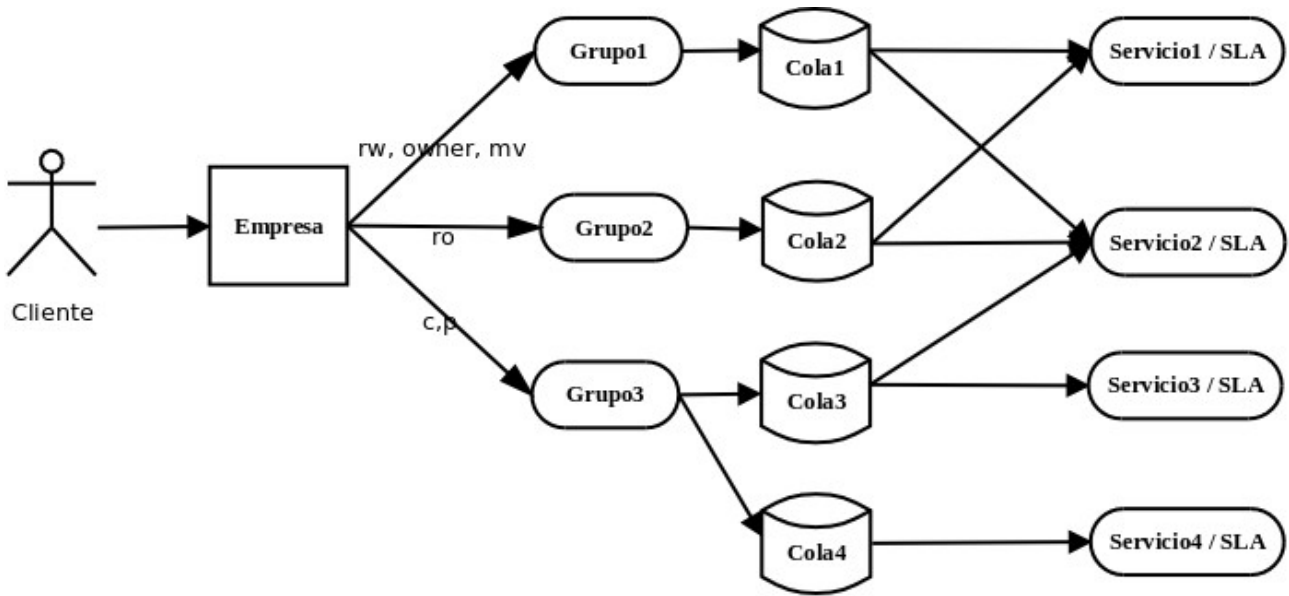 Grupo1
Cola1
Servicio1 / SLA
rw, owner, mv
Cliente
Empresa
ro
Grupo2
Cola2
Servicio2 / SLA
c,p
Grupo3
Cola3
Servicio3 / SLA
Cola4
Servicio4 / SLA